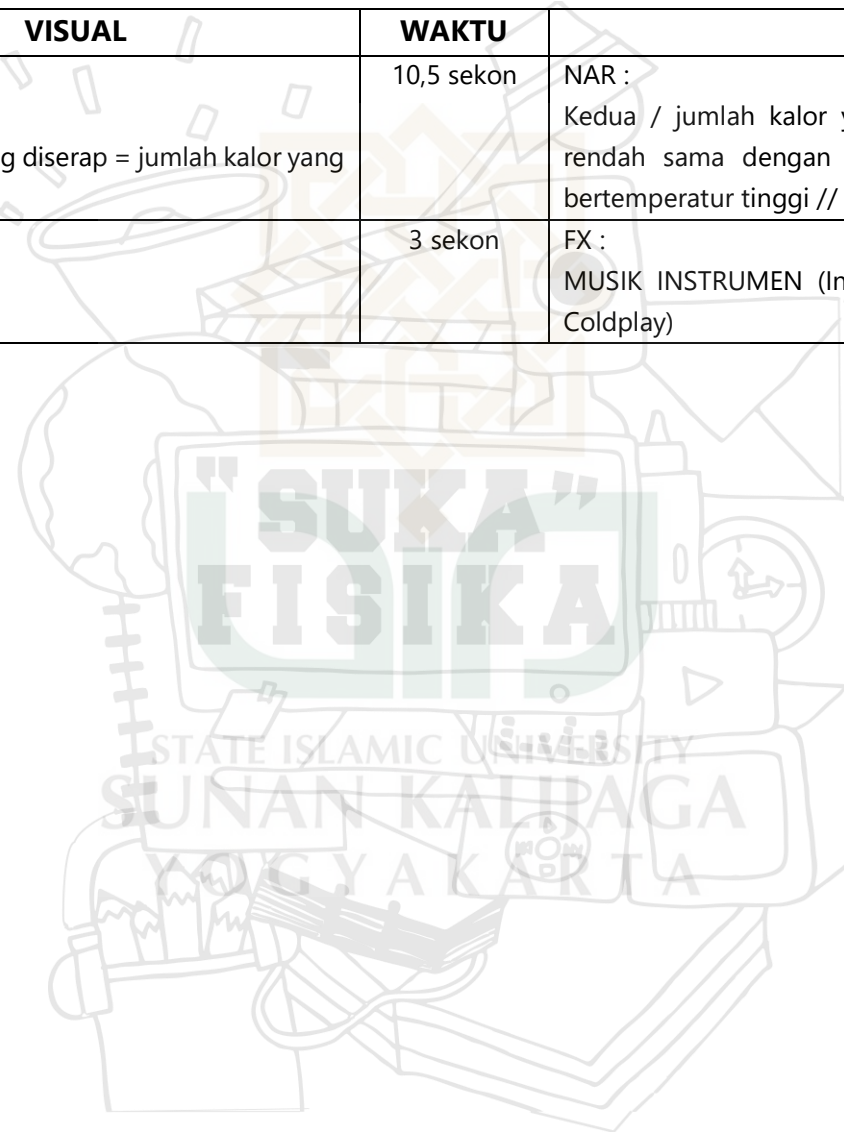 VISUAL WAKTU
10,5 sekon NAR :
Kedua / jumlah kalor
g diserap = jumlah kalor yang rendah sama dengan
bertemperatur tinggi //
3 sekon FX :
MUSIK INSTRUMEN (In
Coldplay)
"SUKA"
FISIKA
STATE ISLAMIC UNIVERSITY
SUNAN KALIJAGA
YOGYAKARTA